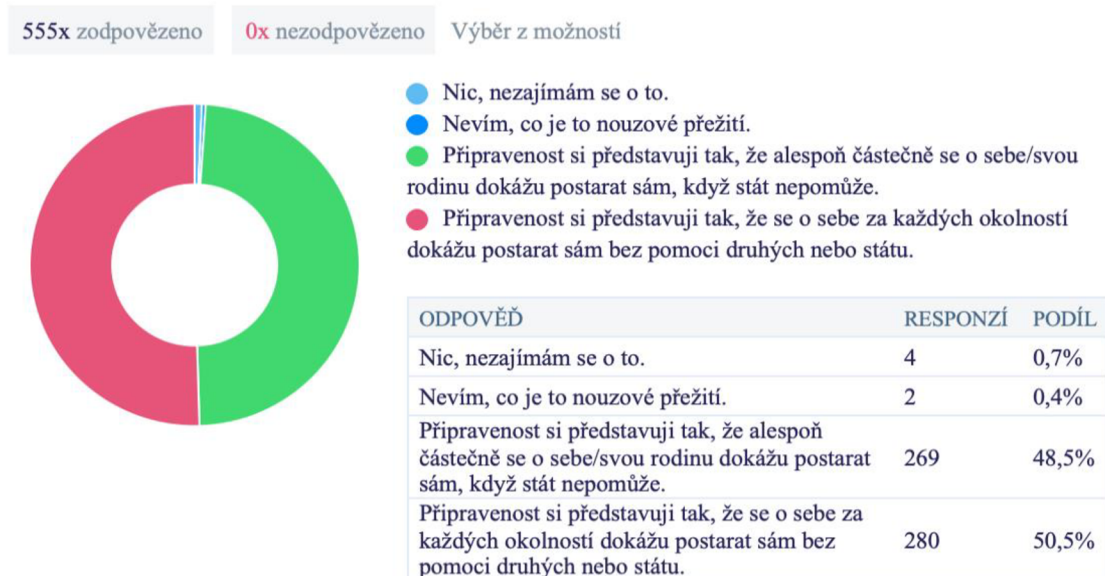 555x zodpovězeno 0x nezodpovězeno Výběr z možností
Nic, nezajímám se o to.
Nevím, co je to nouzové přežití.
Připravenost si představuji tak, že alespoň částečně se o sebe/svou
rodinu dokážu postarat sám, když stát nepomůže.
Připravenost si představuji tak, že se o sebe za každých okolností
dokážu postarat sám bez pomoci druhých nebo státu.
ODPOVĚĎ RESPONZÍ PODÍL
Nic, nezajímám se o to. 4 0,7%
Nevím, co je to nouzové přežití. 2 0,4%
Připravenost si představuji tak, že alespoň
částečně se o sebe/svou rodinu dokážu postarat 269 48,5%
sám, když stát nepomůže.
Připravenost si představuji tak, že se o sebe za
každých okolností dokážu postarat sám bez 280 50,5%
pomoci druhých nebo státu.